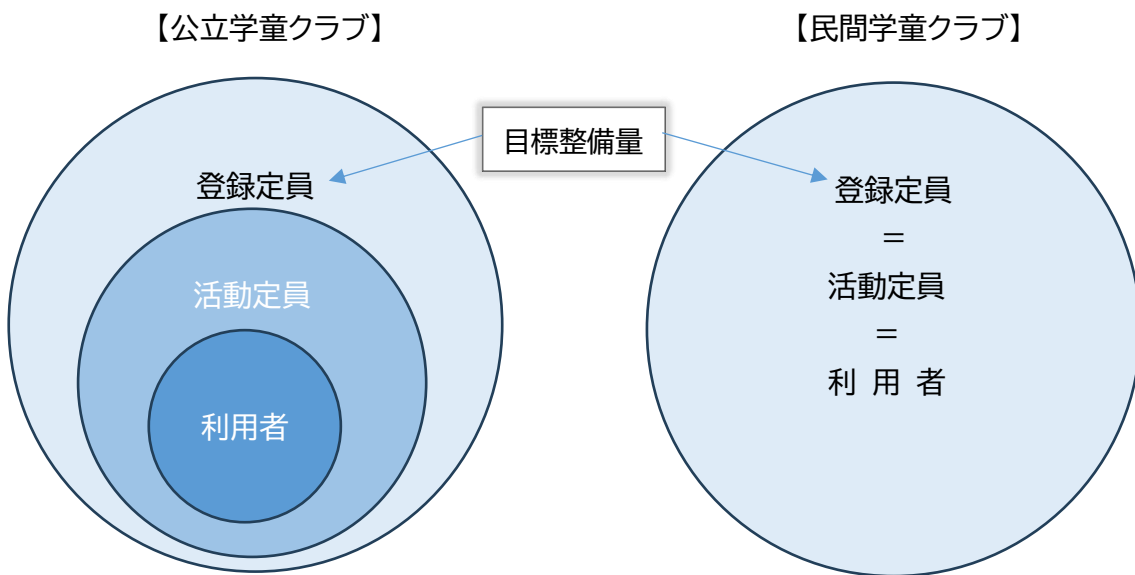 【公立学童クラブ】
【民間学童クラブ】
目標整備量
登録定員
活動定員
利用者
登録定員
＝
活動定員
＝
利 用 者